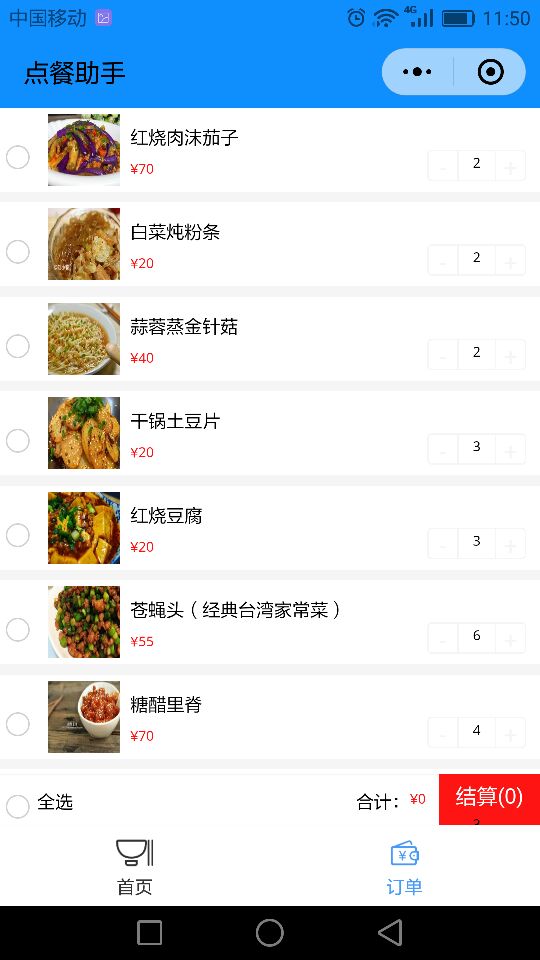 中国移动 4G 11:50
点餐助手
红烧肉沫茄子
¥70
- 2 +
白菜炖粉条
¥20
- 2 +
蒜蓉蒸金针菇
¥40
- 2 +
干锅土豆片
¥20
- 3 +
红烧豆腐
¥20
- 3 +
苍蝇头（经典台湾家常菜）
¥55
- 6 +
糖醋里脊
¥70
- 4 +
全选 合计：¥0 结算(0)
首页 订单